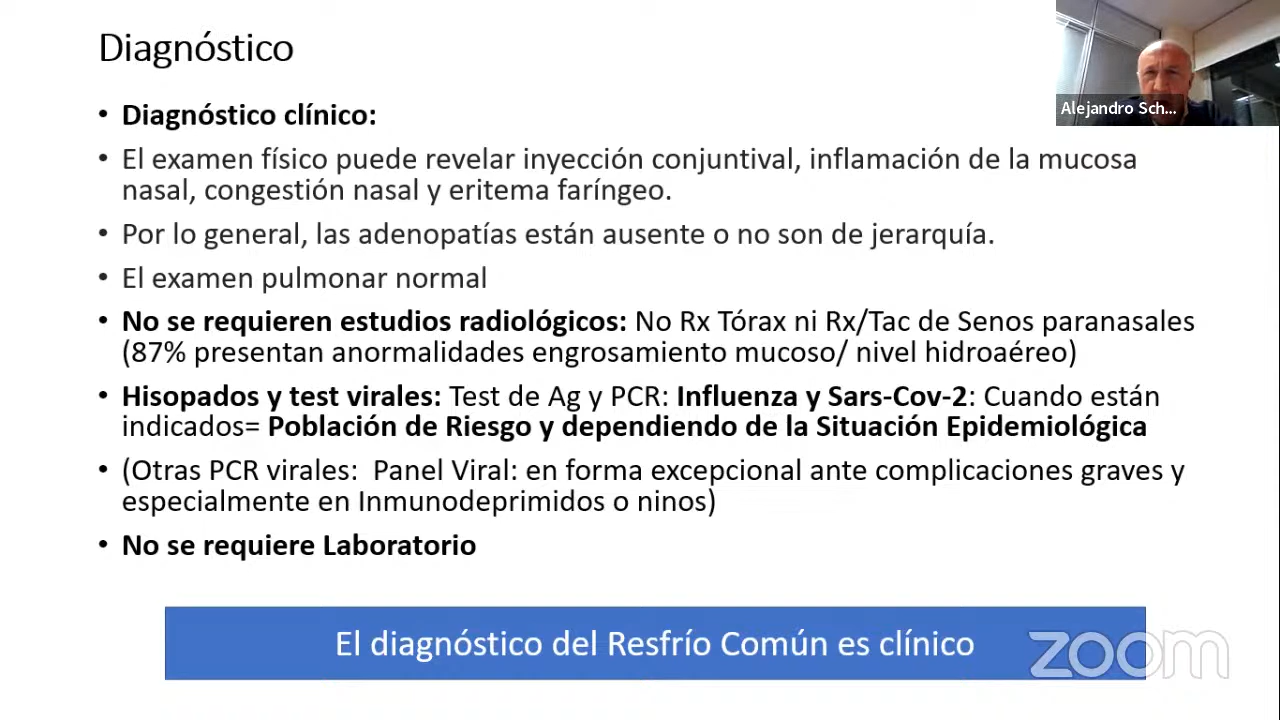 Diagnóstico
Alejandro Sch...
• Diagnóstico clínico:
• El examen físico puede revelar inyección conjuntival, inflamación de la mucosa
nasal, congestión nasal y eritema faríngeo.
• Por lo general, las adenopatías están ausente o no son de jerarquía.
• El examen pulmonar normal
• No se requieren estudios radiológicos: No Rx Tórax ni Rx/Tac de Senos paranasales
(87% presentan anormalidades engrosamiento mucoso/ nivel hidroaéreo)
• Hisopados y test virales: Test de Ag y PCR: Influenza y Sars-Cov-2: Cuando están
indicados= Población de Riesgo y dependiendo de la Situación Epidemiológica
• (Otras PCR virales:  Panel Viral: en forma excepcional ante complicaciones graves y
especialmente en Inmunodeprimidos o ninos)
• No se requiere Laboratorio
El diagnóstico del Resfrío Común es clínico
zoom